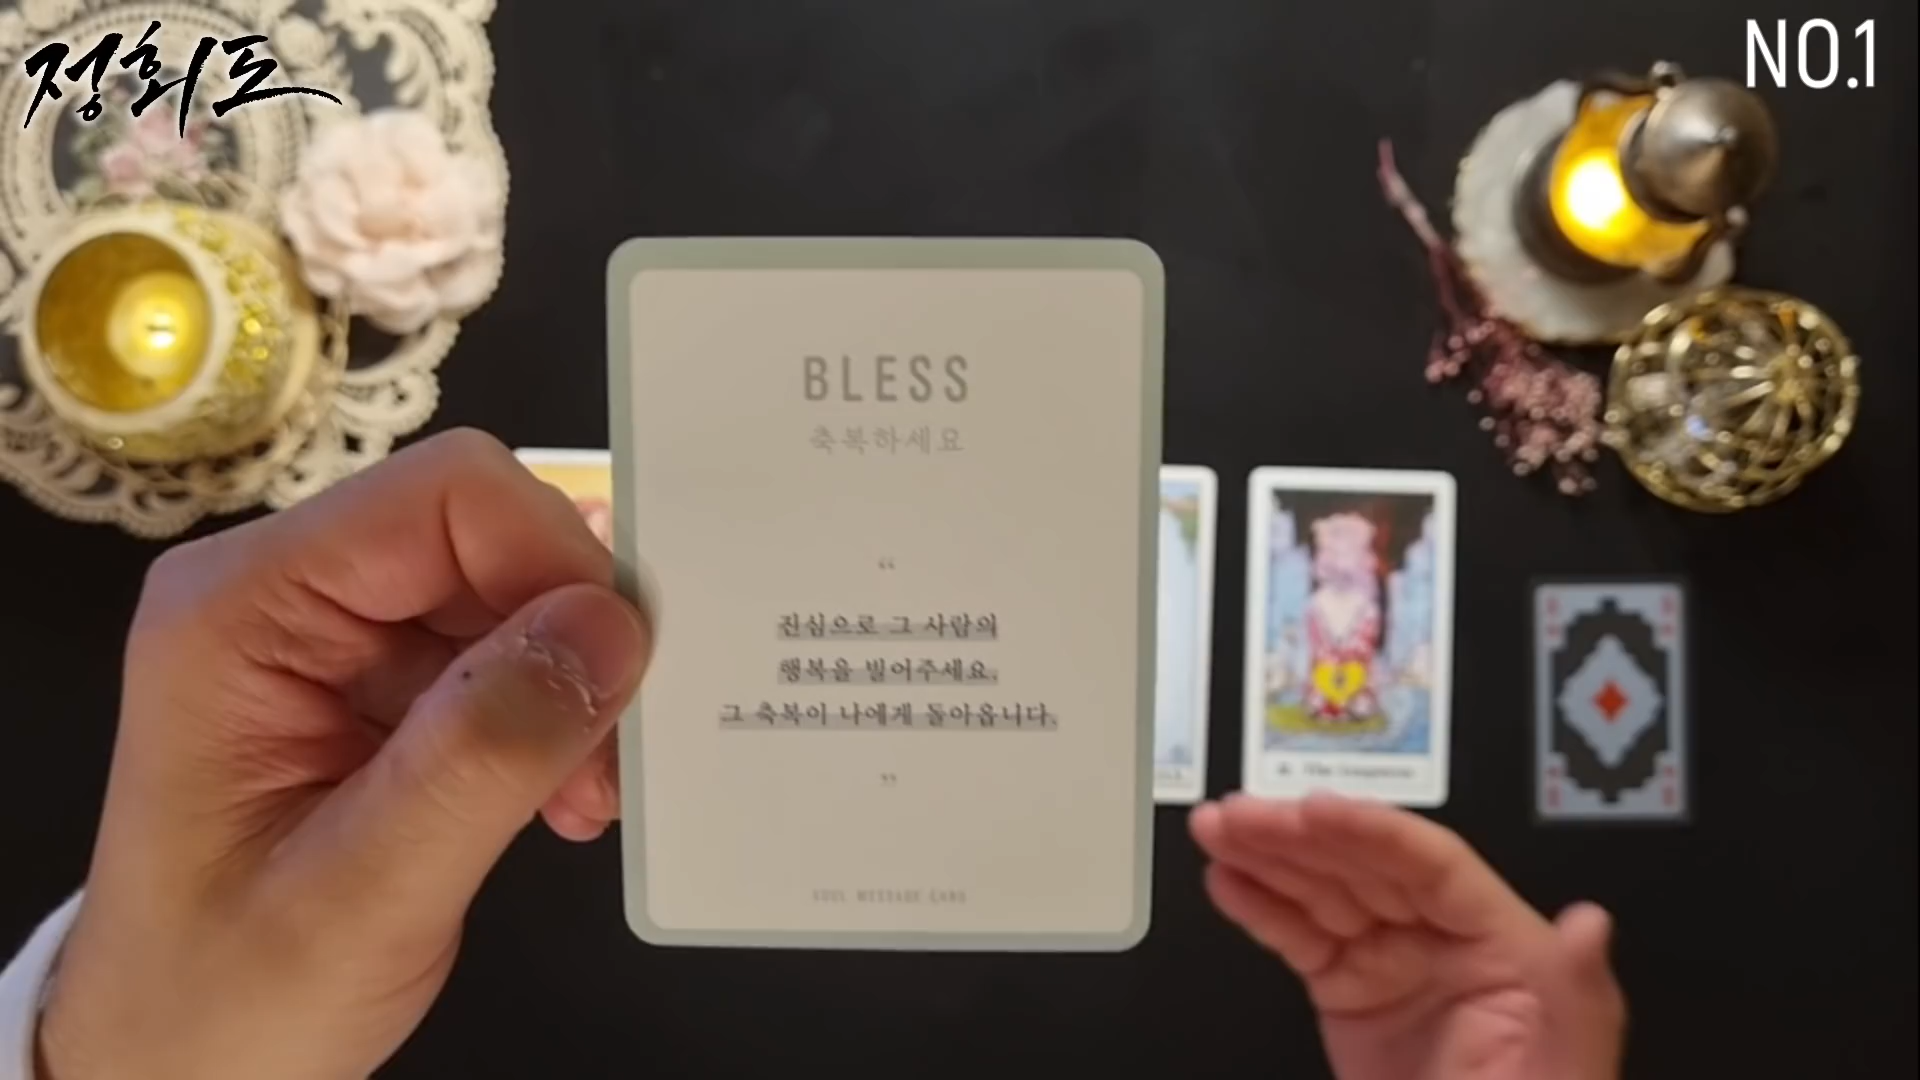 정회도
NO.1
BLESS
축복하세요
“
진심으로 그 사람의
행복을 빌어주세요.
그 축복이 나에게 돌아옵니다.
”
SOUL MESSAGE CARD